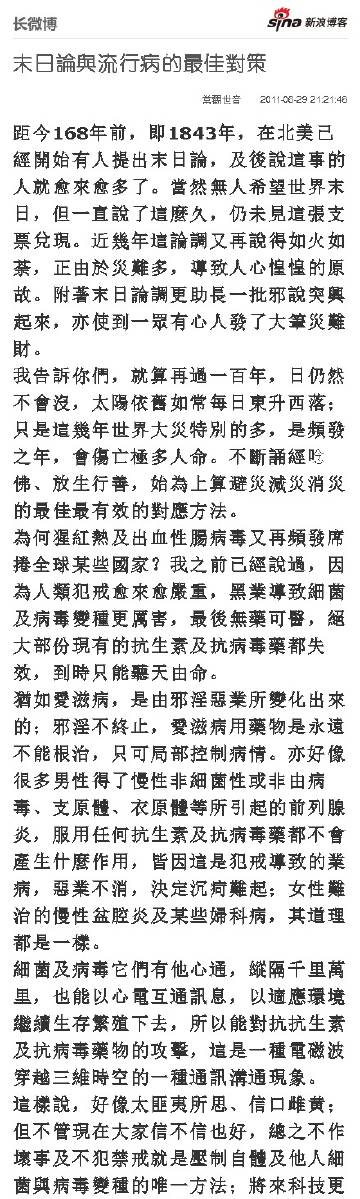 长微博
sina 新浪博客
末日論與流行病的最佳對策
2011-06-29 21:21:46
距今168年前，即1843年，在北美已
經開始有人提出末日論，及後說這事的
人就愈來愈多了。當然無人希望世界末
日，但一直說了這麼久，仍未見這張支
票兌現。近幾年這論調又再說得如火如
荼，正由於災難多，導致人心惶惶的原
故。附著末日論調更助長一批邪說突興
起來，亦使到一眾有心人發了大筆災難
財。
我告訴你們，就算再過一百年，日仍然
不會沒，太陽依舊如常每日東升西落；
只是這幾年世界大災特別的多，是頻發
之年，會傷亡極多人命。不斷誦經唸
佛、放生行善，始為上算避災減災消災
的最佳最有效的對應方法。
為何猩紅熱及出血性腸病毒又再頻發席
捲全球某些國家？我之前已經說過，因
為人類犯戒愈來愈嚴重，黑業導致細菌
及病毒變種更厲害，最後無藥可醫，絕
大部份現有的抗生素及抗病毒藥都失
效，到時只能聽天由命。
猶如愛滋病，是由邪淫惡業所變化出來
的；邪淫不終止，愛滋病用藥物是永遠
不能根治，只可局部控制病情。亦好像
很多男性得了慢性非細菌性或非由病
毒、支原體、衣原體等所引起的前列腺
炎，服用任何抗生素及抗病毒藥都不會
產生什麼作用，皆因這是犯戒導致的業
病，惡業不消，決定沉疴難起；女性難
治的慢性盆腔炎及某些婦科病，其道理
都是一樣。
細菌及病毒它們有他心通，縱隔千里萬
里，也能以心電互通訊息，以適應環境
繼續生存繁殖下去，所以能對抗抗生素
及抗病毒藥物的攻擊，這是一種電磁波
穿越三維時空的一種通訊溝通現象。
這樣說，好像太匪夷所思、信口雌黃；
但不管現在大家信不信也好，總之不作
壞事及不犯禁戒就是壓制自體及他人細
菌與病毒變種的唯一方法；將來科技更